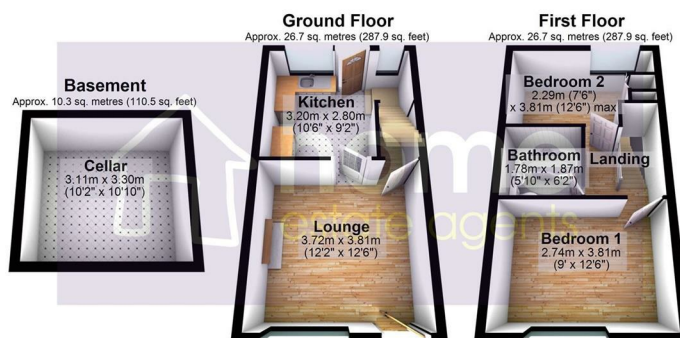 Basement
Approx. 10.3 sq. metres (110.5 sq. feet)
Cellar
3.11m x 3.30m
(10'2" x 10'10")
Ground Floor
Approx. 26.7 sq. metres (287.9 sq. feet)
Kitchen
3.20m x 2.80m
(10'6" x 9'2")
Lounge
3.72m x 3.81m
(12'2" x 12'6")
First Floor
Approx. 26.7 sq. metres (287.9 sq. feet)
Bedroom 2
2.29m (7'6")
x 3.81m (12'6") max
Bathroom
1.78m x 1.87m
(5'10" x 6'2")
Landing
Bedroom 1
2.74m x 3.81m
(9' x 12'6")
home
estate agents